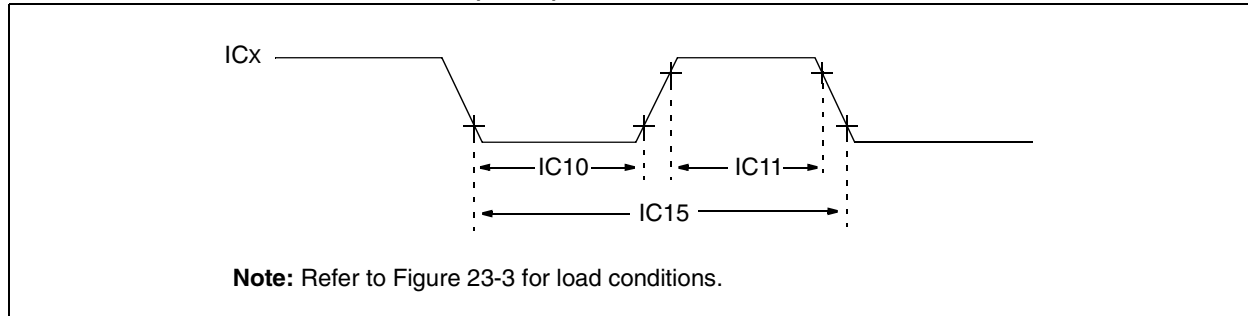 ICx
IC10
IC11
IC15
Note: Refer to Figure 23-3 for load conditions.